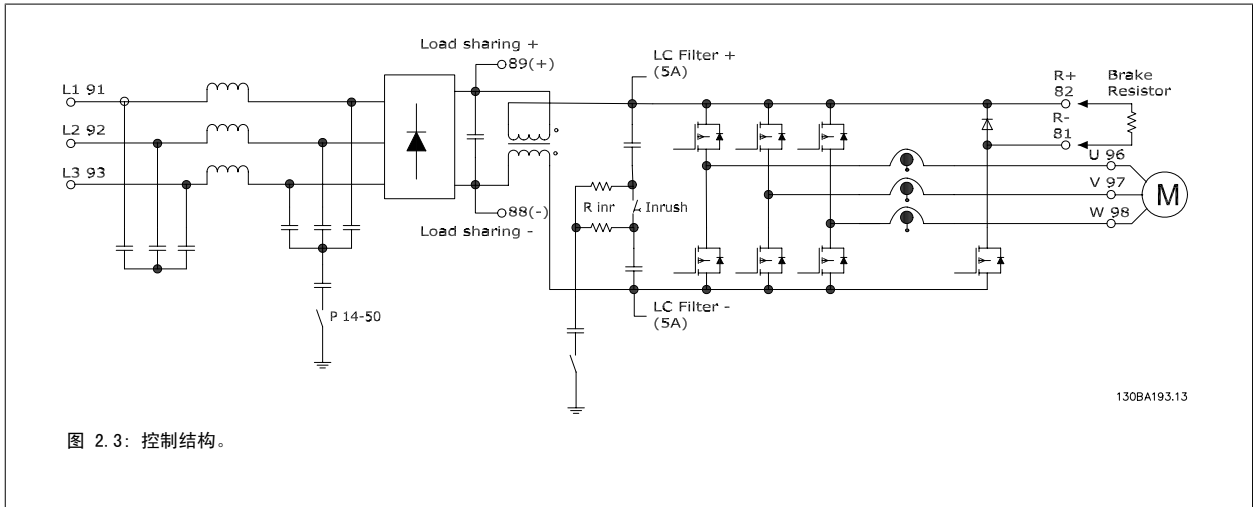 Load sharing +
89(+)
LC Filter +
(5A)
R+
82
Brake
Resistor
R-
81
L1 91
L2 92
L3 93
U 96
V 97
W 98
M
R inr
Inrush
88(-)
Load sharing -
P 14-50
LC Filter -
(5A)
130BA193.13
图 2.3: 控制结构。